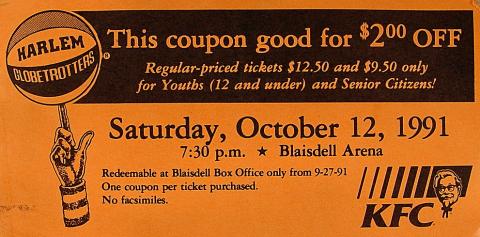 HARLEM
GLOBETROTTERS
®
This coupon good for $2.00 OFF
Regular-priced tickets $12.50 and $9.50 only
for Youths (12 and under) and Senior Citizens!
Saturday, October 12, 1991
7:30 p.m. ★ Blaisdell Arena
Redeemable at Blaisdell Box Office only from 9-27-91
One coupon per ticket purchased.
No facsimiles.
KFC